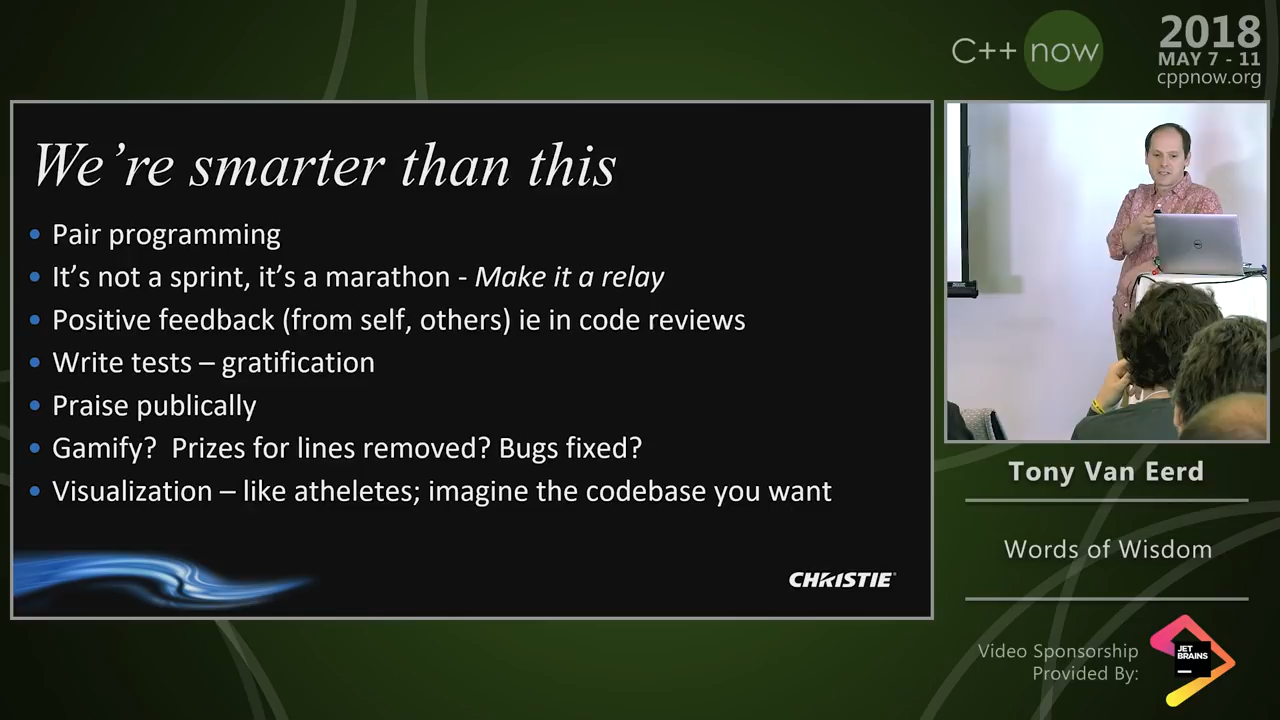 C++ now
2018
MAY 7 - 11
cppnow.org
We're smarter than this
Pair programming
It's not a sprint, it's a marathon - Make it a relay
Positive feedback (from self, others) ie in code reviews
Write tests – gratification
Praise publically
Gamify?  Prizes for lines removed? Bugs fixed?
Visualization – like atheletes; imagine the codebase you want
CHRISTIE®
Tony Van Eerd
Words of Wisdom
Video Sponsorship
Provided By:
JET
BRAINS